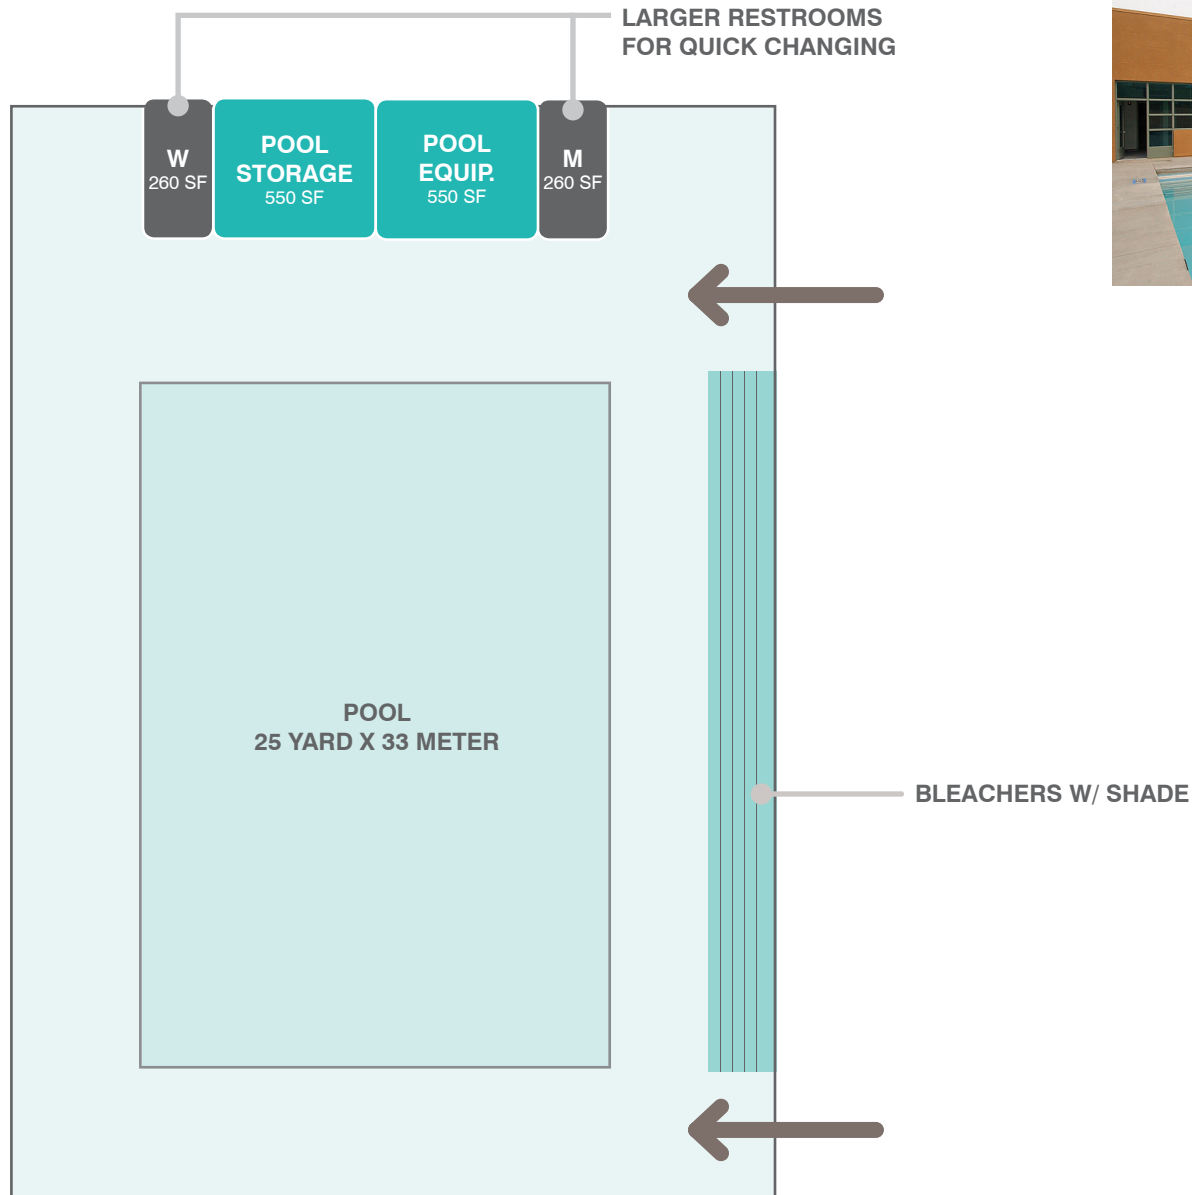 LARGER RESTROOMS
FOR QUICK CHANGING
W
260 SF
POOL
STORAGE
550 SF
POOL
EQUIP.
550 SF
M
260 SF
POOL
25 YARD X 33 METER
BLEACHERS W/ SHADE